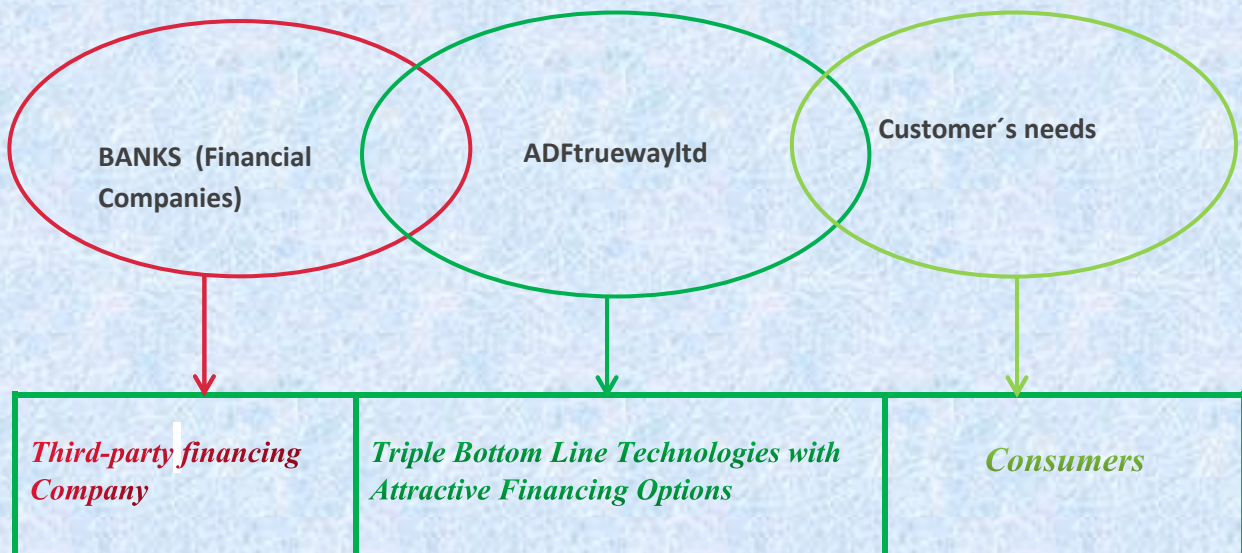 BANKS (Financial
Companies)
ADFtruewayltd
Customer´s needs
Third-party financing
Company
Triple Bottom Line Technologies with
Attractive Financing Options
Consumers